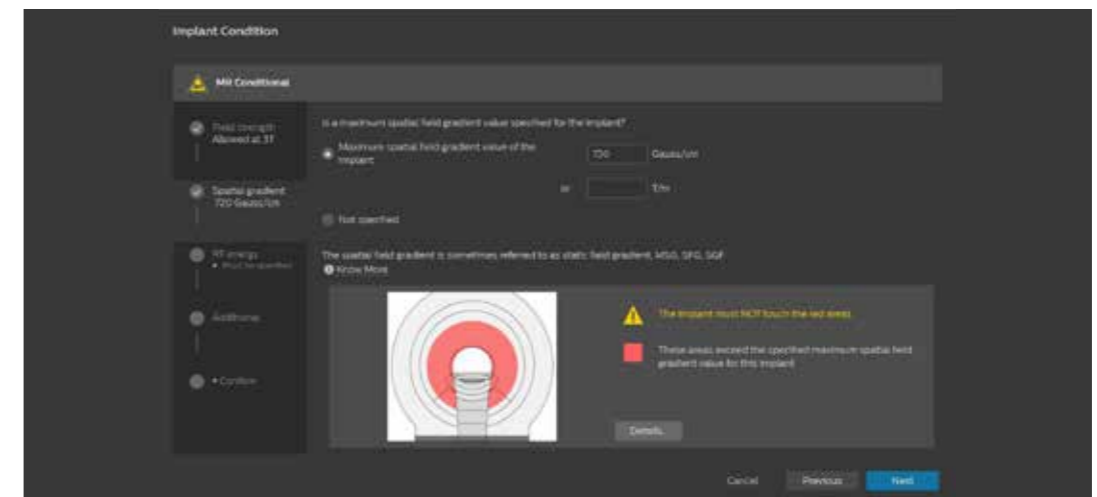 Implant Condition
MR Conditional
Field strength
Allowed at 3T
Spatial gradient
720 Gauss/cm
RF energy
• Must be specified
Additional
• Confirm
Is a maximum spatial field gradient value specified for the implant?
Maximum spatial field gradient value of the
implant
720 Gauss/cm
or T/m
Not specified
The spatial field gradient is sometimes referred to as static field gradient, MSG, SFG, SGF
Know More
The implant must NOT touch the red areas
These areas exceed the specified maximum spatial field
gradient value for this implant
Details
Cancel Previous Next